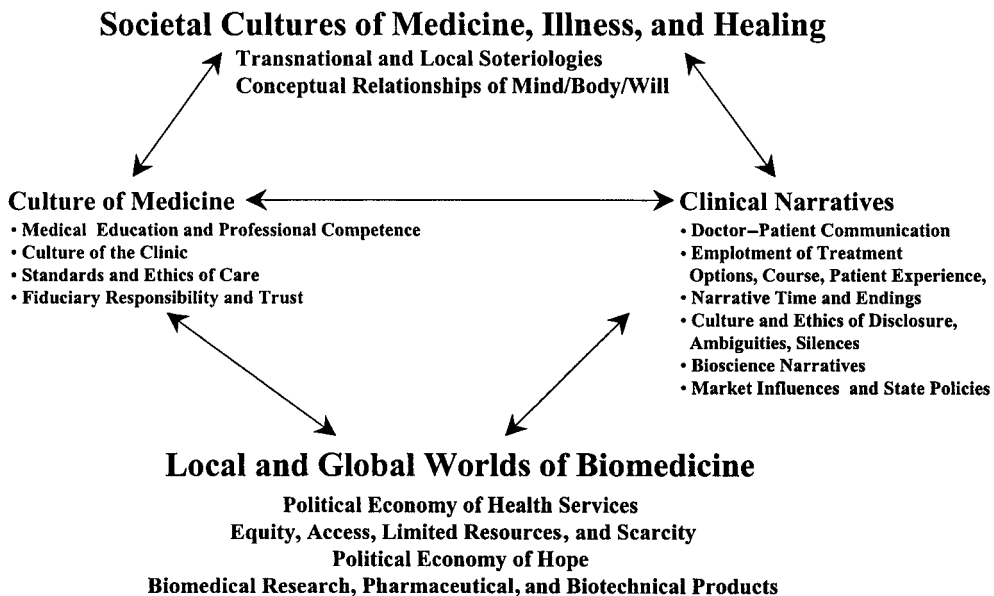 Societal Cultures of Medicine, Illness, and Healing
Transnational and Local Soteriologies
Conceptual Relationships of Mind/Body/Will
Culture of Medicine
• Medical Education and Professional Competence
• Culture of the Clinic
• Standards and Ethics of Care
• Fiduciary Responsibility and Trust
Clinical Narratives
• Doctor–Patient Communication
• Emplotment of Treatment
Options, Course, Patient Experience,
• Narrative Time and Endings
• Culture and Ethics of Disclosure,
Ambiguities, Silences
• Bioscience Narratives
• Market Influences and State Policies
Local and Global Worlds of Biomedicine
Political Economy of Health Services
Equity, Access, Limited Resources, and Scarcity
Political Economy of Hope
Biomedical Research, Pharmaceutical, and Biotechnical Products